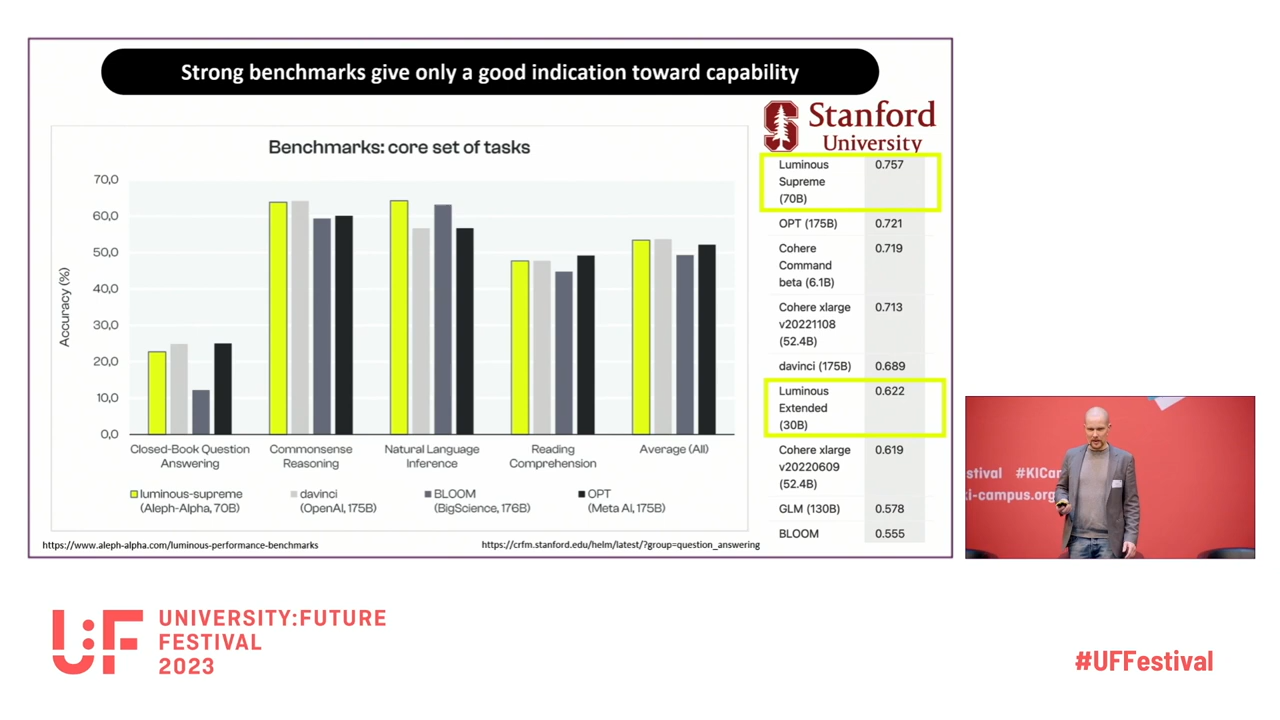 Strong benchmarks give only a good indication toward capability
Benchmarks: core set of tasks
Accuracy (%)
70,0
60,0
50,0
40,0
30,0
20,0
10,0
0,0
Closed-Book Question
Answering
Commonsense
Reasoning
Natural Language
Inference
Reading
Comprehension
Average (All)
luminous-supreme
(Aleph-Alpha, 70B)
davinci
(OpenAI, 175B)
BLOOM
(BigScience, 176B)
OPT
(Meta AI, 175B)
https://www.aleph-alpha.com/luminous-performance-benchmarks
https://crfm.stanford.edu/helm/latest/?group=question_answering
S
Stanford
University
Luminous 0.757
Supreme
(70B)
OPT (175B) 0.721
Cohere 0.719
Command
beta (6.1B)
Cohere xlarge 0.713
v20221108
(52.4B)
davinci (175B) 0.689
Luminous 0.622
Extended
(30B)
Cohere xlarge 0.619
v20220609
(52.4B)
GLM (130B) 0.578
BLOOM 0.555
stival #KICa
ki-campus.org
U:F
UNIVERSITY:FUTURE
FESTIVAL
2023
#UFFestival